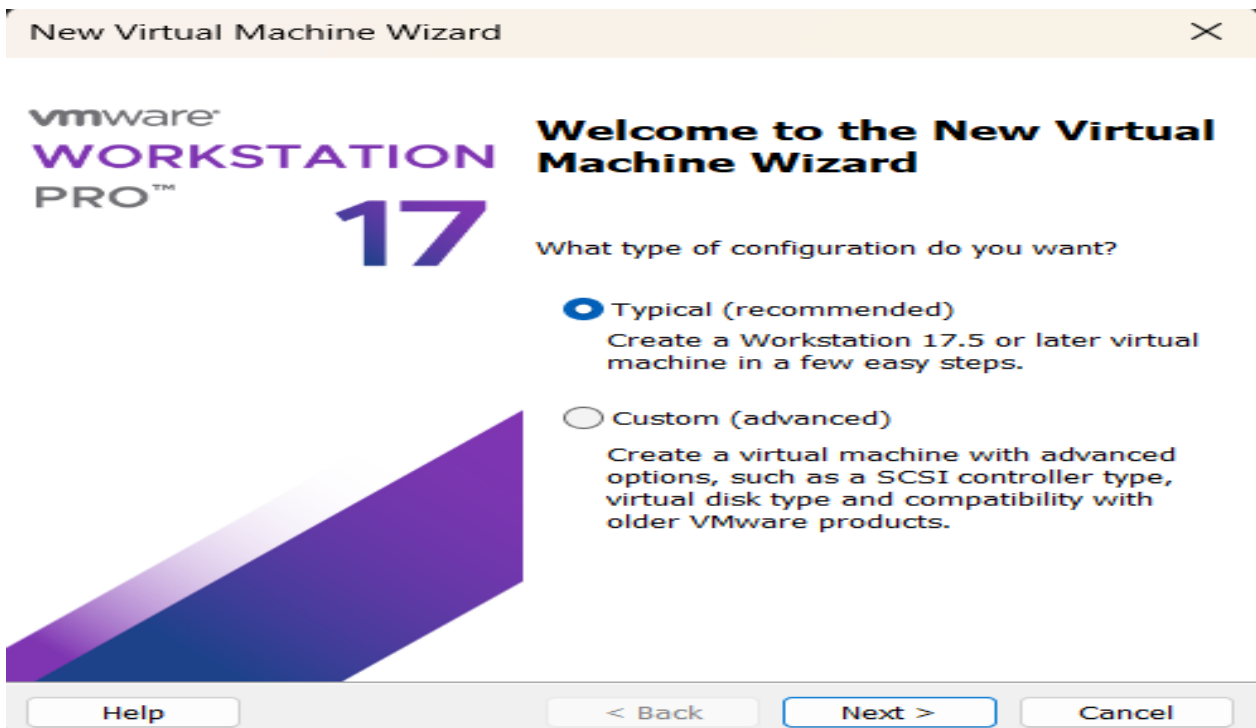 New Virtual Machine Wizard
vmware
WORKSTATION
PRO™
17
Welcome to the New Virtual
Machine Wizard
What type of configuration do you want?
Typical (recommended)
Create a Workstation 17.5 or later virtual
machine in a few easy steps.
Custom (advanced)
Create a virtual machine with advanced
options, such as a SCSI controller type,
virtual disk type and compatibility with
older VMware products.
Help
< Back
Next >
Cancel